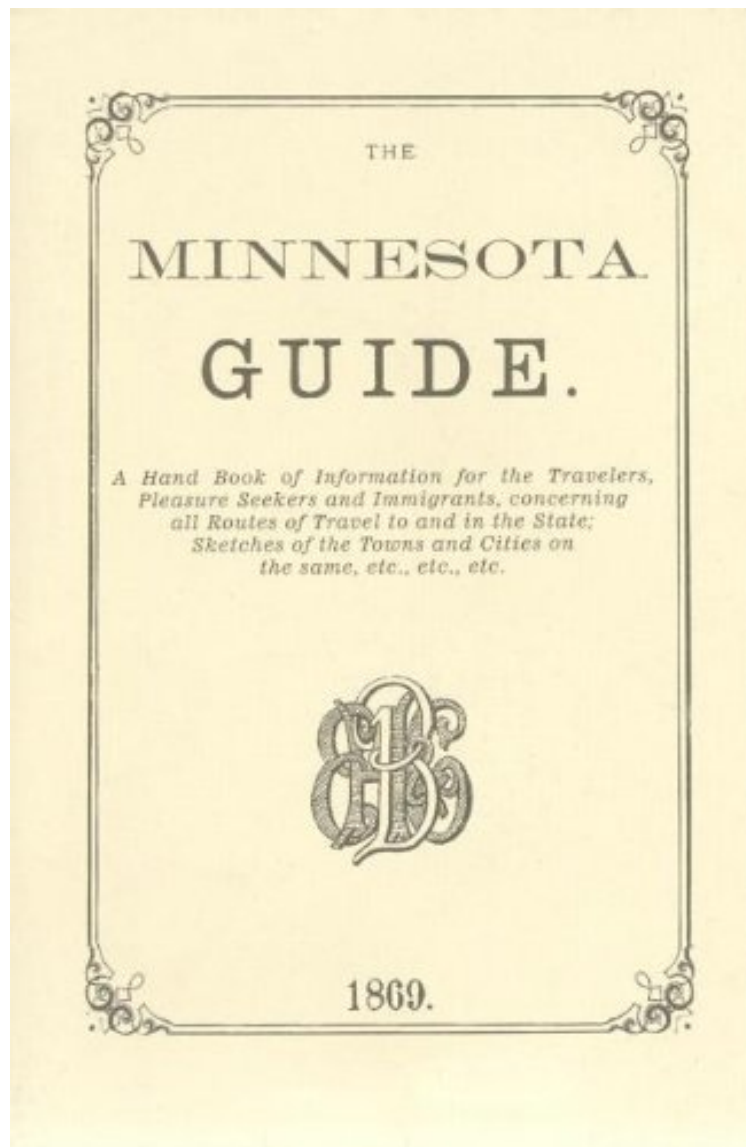 THE
MINNESOTA
GUIDE.
A Hand Book of Information for the Travelers,
Pleasure Seekers and Immigrants, concerning
all Routes of Travel to and in the State;
Sketches of the Towns and Cities on
the same, etc., etc., etc.
1869.